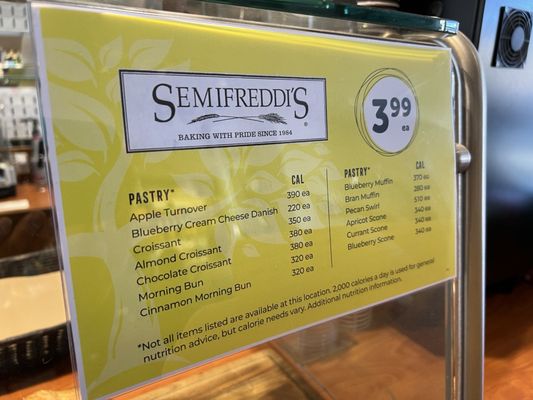 SEMIFREDDI'S®
BAKING WITH PRIDE SINCE 1984
3 99 ea
PASTRY* CAL
Apple Turnover 390 ea
Blueberry Cream Cheese Danish 220 ea
Croissant 350 ea
Almond Croissant 380 ea
Chocolate Croissant 380 ea
Morning Bun 320 ea
Cinnamon Morning Bun 320 ea
PASTRY* CAL
Blueberry Muffin 370 ea
Bran Muffin 280 ea
Pecan Swirl 510 ea
Apricot Scone 340 ea
Currant Scone 340 ea
Blueberry Scone 340 ea
*Not all items listed are available at this location. 2,000 calories a day is used for general
nutrition advice, but calorie needs vary. Additional nutrition information.